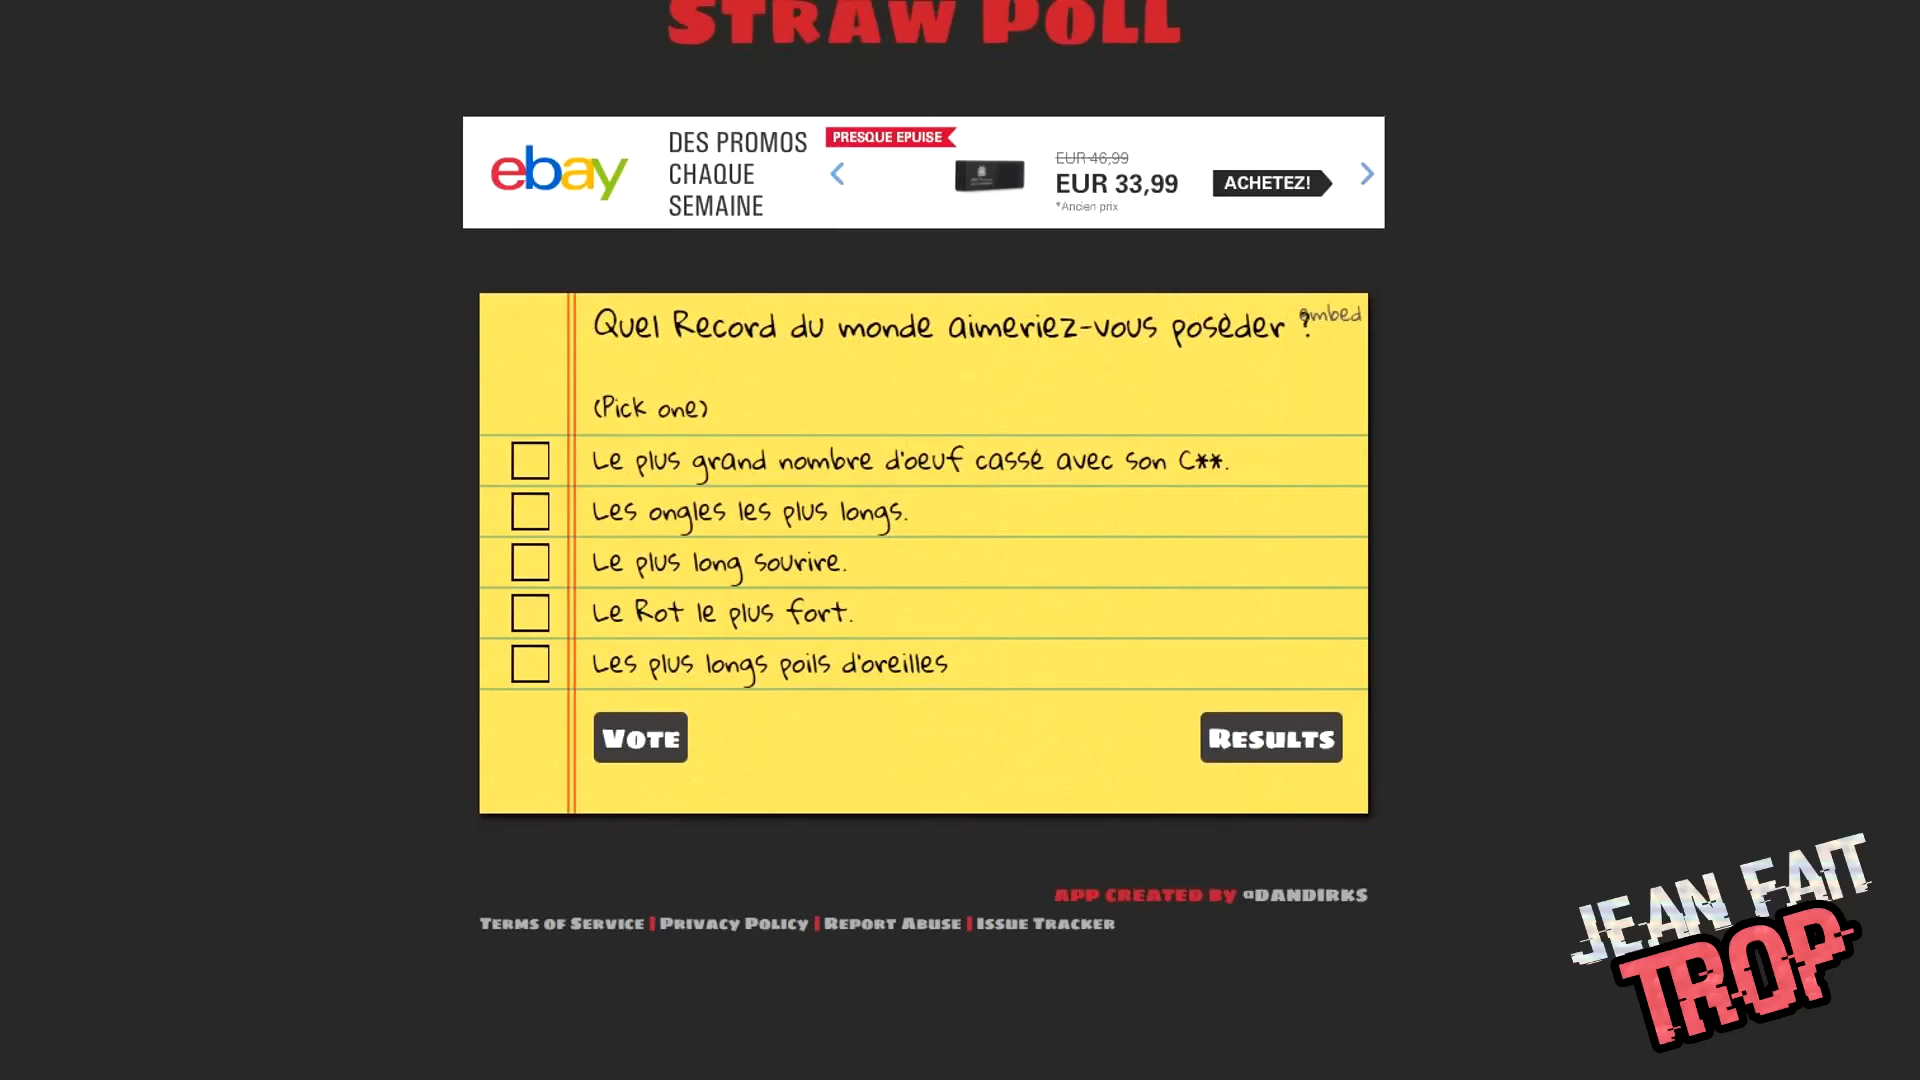 STRAW POLL
ebay
DES PROMOS
CHAQUE
SEMAINE
PRESQUE EPUISE
EUR 46,99
EUR 33,99
*Ancien prix
ACHETEZ!
embed
Quel Record du monde aimeriez-vous posèder ?
(Pick one)
Le plus grand nombre d'oeuf cassé avec son C**.
Les ongles les plus longs.
Le plus long sourire.
Le Rot le plus fort.
Les plus longs poils d'oreilles
VOTE
RESULTS
APP CREATED BY @DANDIRKS
TERMS OF SERVICE | PRIVACY POLICY | REPORT ABUSE | ISSUE TRACKER
JEAN FAIT
TROP